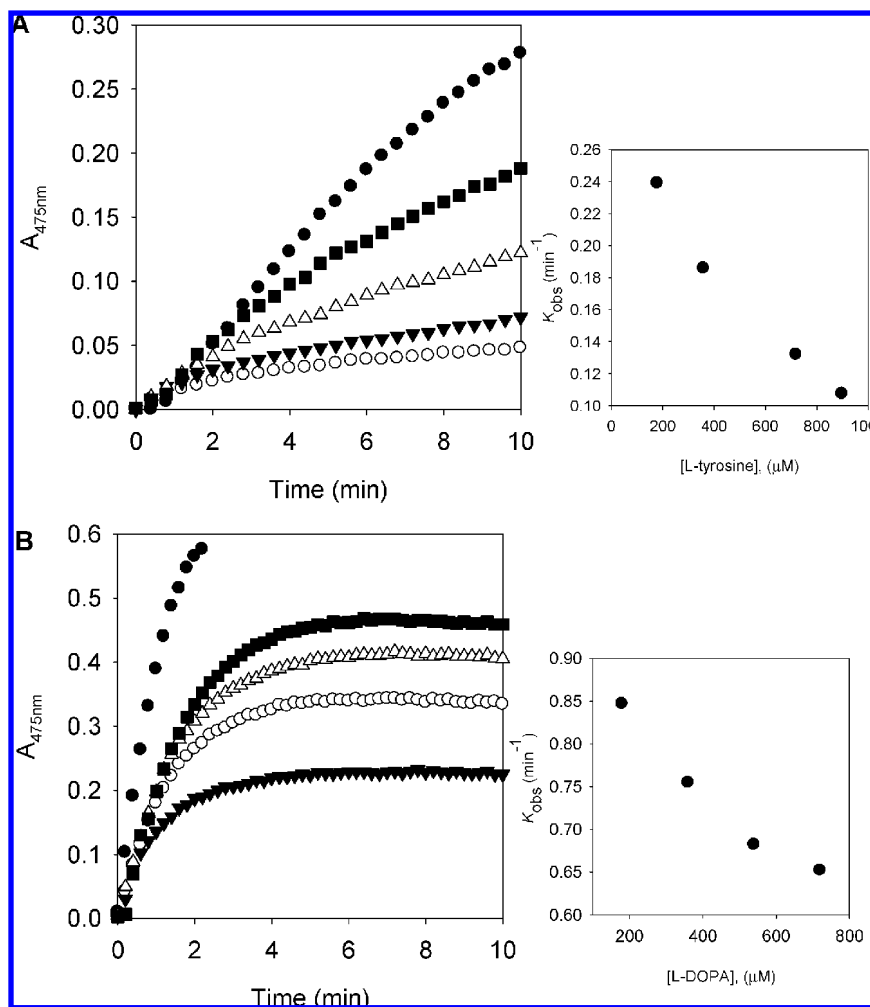 A
0.30
0.25
0.20
0.15
0.10
0.05
0.00
A475nm
0 2 4 6 8 10
Time (min)
0.26
0.24
0.22
0.20
0.18
0.16
0.14
0.12
0.10
Kobs (min-1)
0 200 400 600 800 100
[L-tyrosine], (μM)
B
0.6
0.5
0.4
0.3
0.2
0.1
0.0
A475nm
0 2 4 6 8 10
Time (min)
0.90
0.85
0.80
0.75
0.70
0.65
0.60
Kobs (min-1)
200 400 600 800
[L-DOPA], (μM)